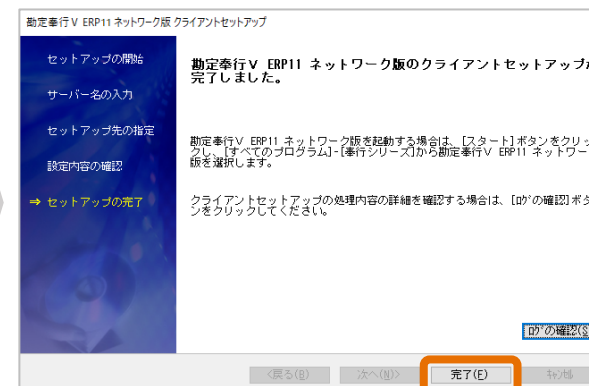 勘定奉行V ERP11 ネットワーク版 クライアントセットアップ
セットアップの開始
サーバー名の入力
セットアップ先の指定
設定内容の確認
⇒ セットアップの完了
勘定奉行V ERP11 ネットワーク版のクライアントセットアップが
完了しました。
勘定奉行V ERP11 ネットワーク版を起動する場合は、[スタート]ボタンをクリッ
クし、[すべてのプログラム]-[奉行シリーズ]から勘定奉行V ERP11 ネットワー
版を選択します。
クライアントセットアップの処理内容の詳細を確認する場合は、[ログの確認]ボタ
ンをクリックしてください。
ログの確認(S
<戻る(B)
次へ(N)>
完了(F)
キャンセル